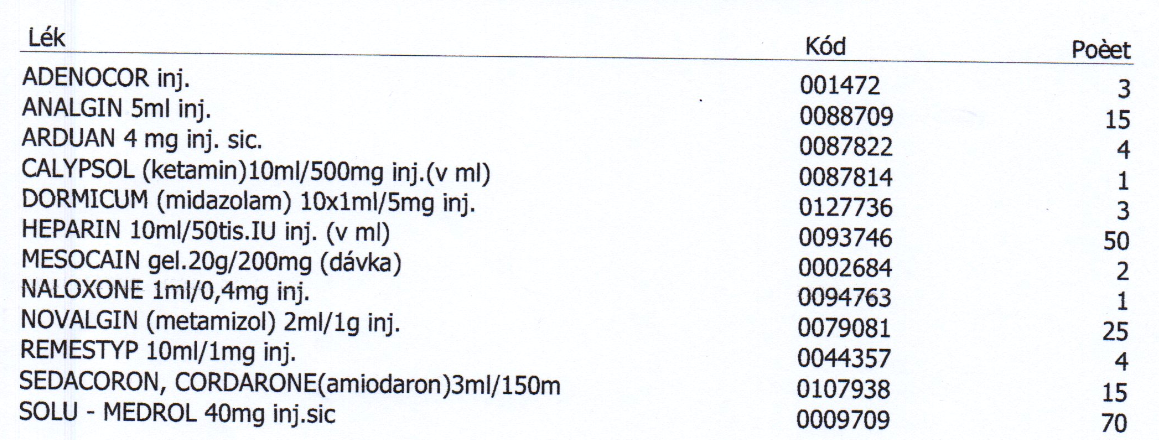 Lék Kód Poèet
ADENOCOR inj. 001472 3
ANALGIN 5ml inj. 0088709 15
ARDUAN 4 mg inj. sic. 0087822 4
CALYPSOL (ketamin)10ml/500mg inj.(v ml) 0087814 1
DORMICUM (midazolam) 10x1ml/5mg inj. 0127736 3
HEPARIN 10ml/50tis.IU inj. (v ml) 0093746 50
MESOCAIN gel.20g/200mg (dávka) 0002684 2
NALOXONE 1ml/0,4mg inj. 0094763 1
NOVALGIN (metamizol) 2ml/1g inj. 0079081 25
REMESTYP 10ml/1mg inj. 0044357 4
SEDACORON, CORDARONE(amiodaron)3ml/150m 0107938 15
SOLU - MEDROL 40mg inj.sic 0009709 70